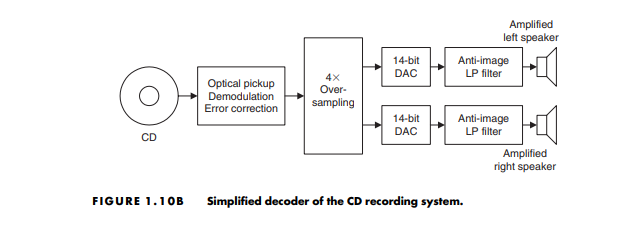 Amplified
left speaker
14-bit
DAC
Anti-image
LP filter
Optical pickup
Demodulation
Error correction
4×
Over-
sampling
CD
14-bit
DAC
Anti-image
LP filter
Amplified
right speaker
FIGURE 1.10B Simplified decoder of the CD recording system.